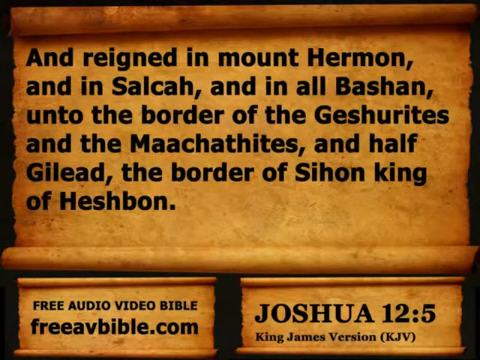 And reigned in mount Hermon,
and in Salcah, and in all Bashan,
unto the border of the Geshurites
and the Maachathites, and half
Gilead, the border of Sihon king
of Heshbon.
FREE AUDIO VIDEO BIBLE
freeavbible.com
JOSHUA 12:5
King James Version (KJV)